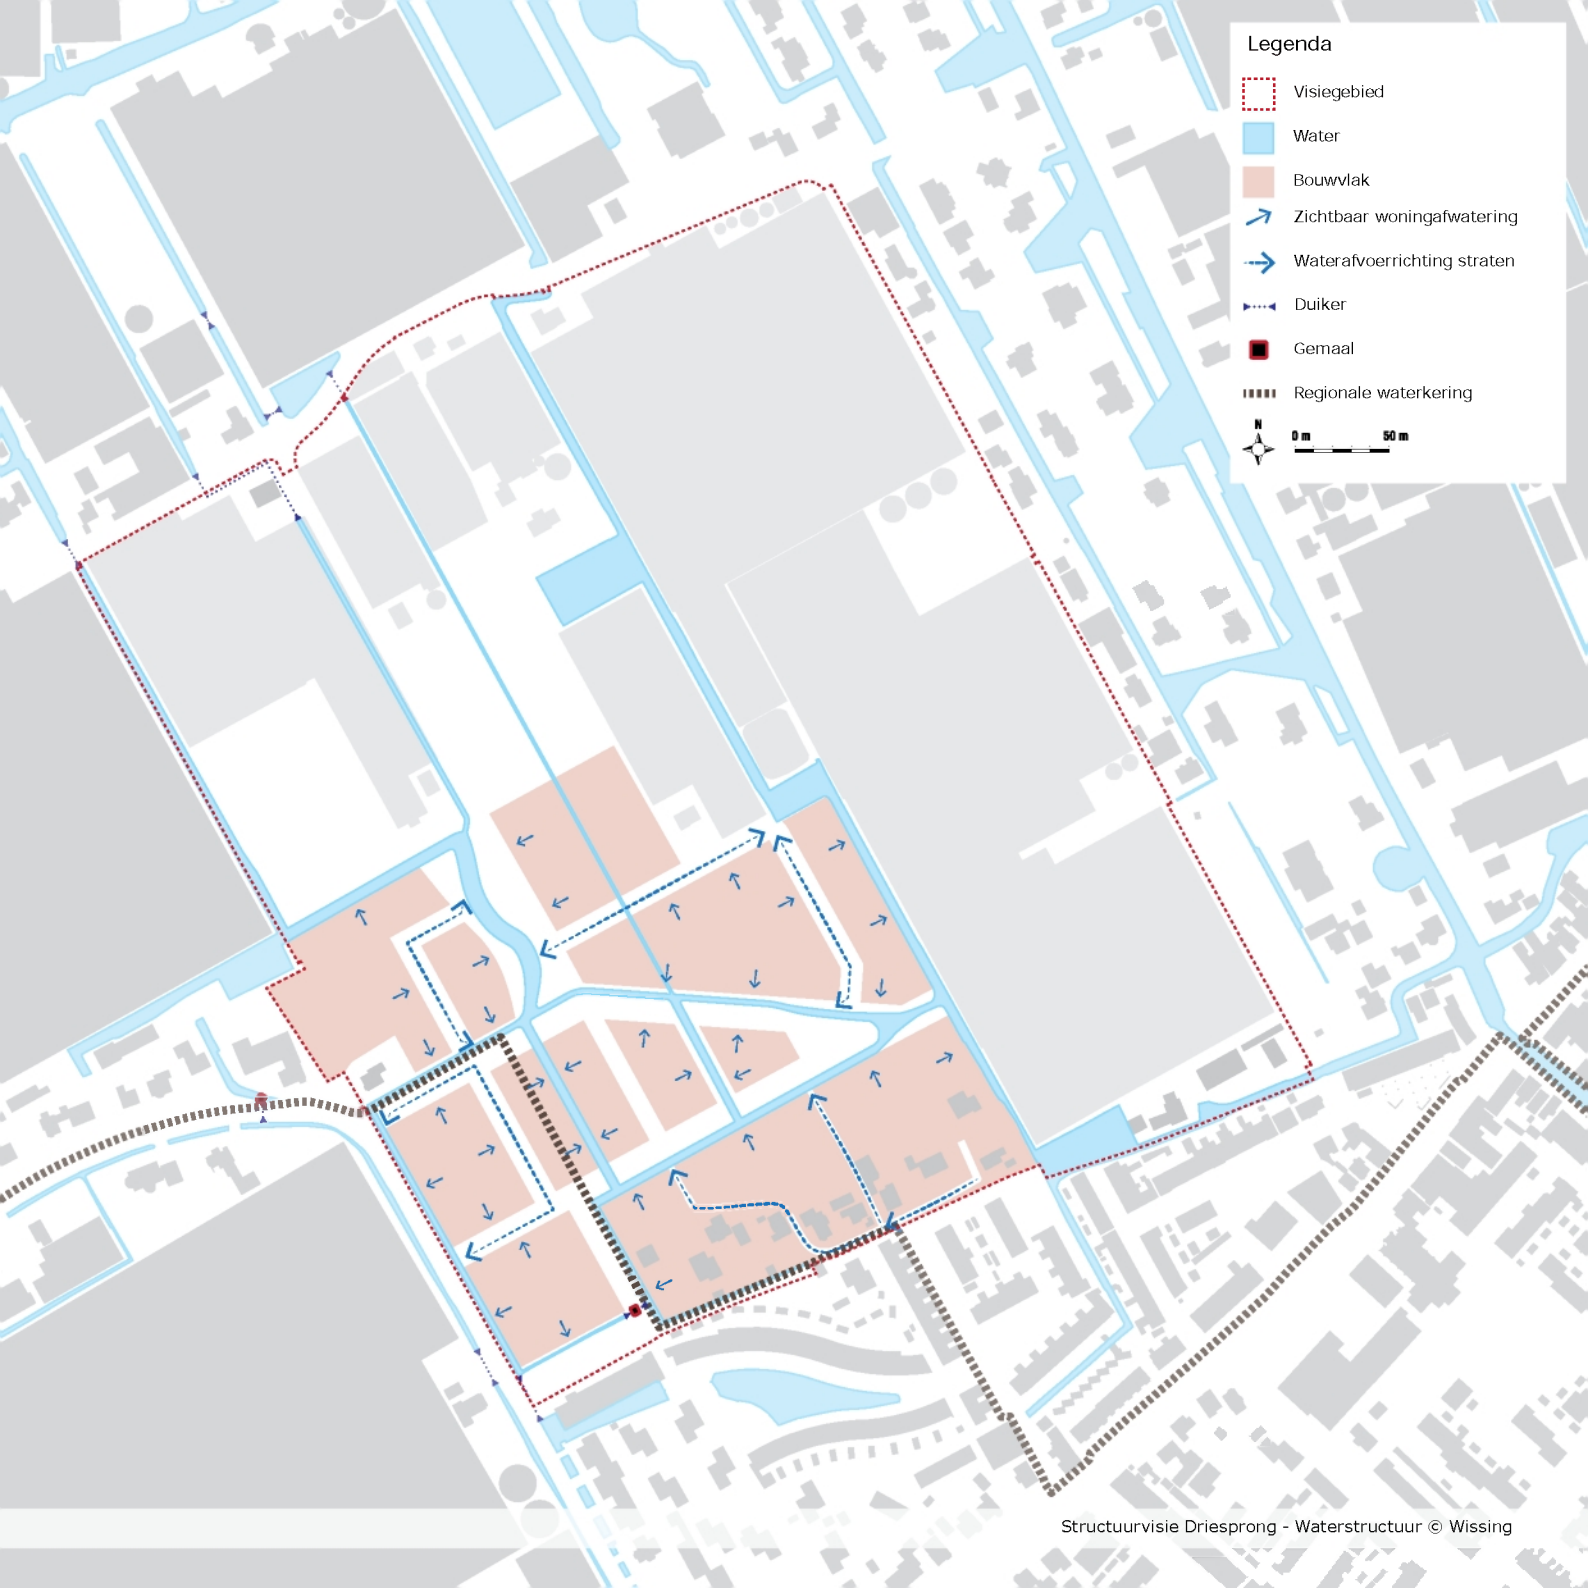 Legenda
Visiegebied
Water
Bouwvlak
Zichtbaar woningafwatering
Waterafvoerrichting straten
Duiker
Gemaal
Regionale waterkering
N
0 m 50 m
Structuurvisie Driesprong - Waterstructuur © Wissing